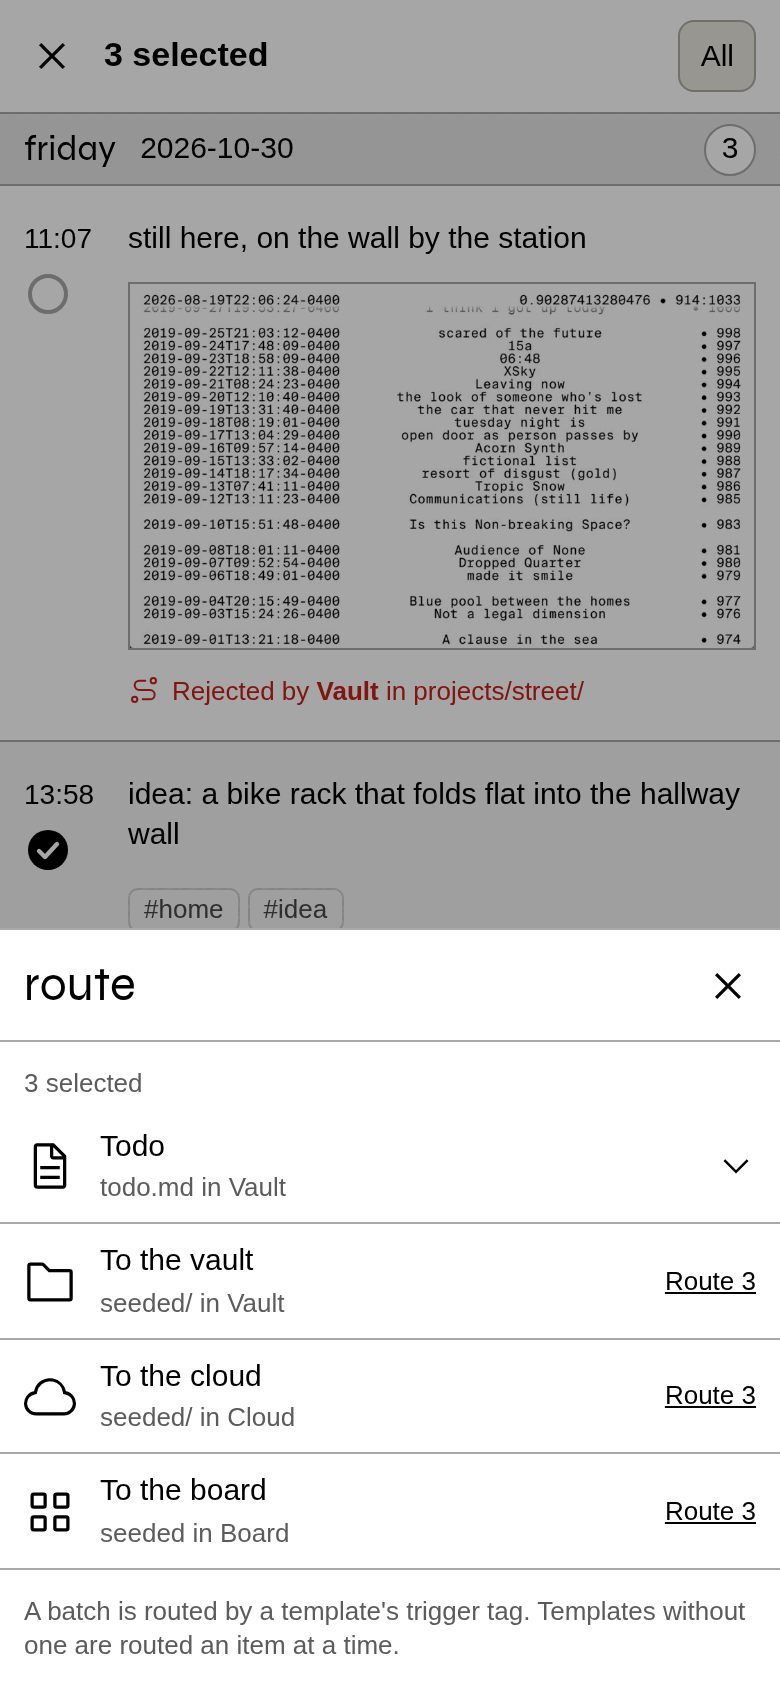 3 selected
All
friday 2026-10-30 3
11:07 still here, on the wall by the station
2026-08-19T22:06:24-0400 0.90287413280476 • 914:1033
2019-09-25T21:03:12-0400 scared of the future • 998
2019-09-24T17:48:09-0400 15a • 997
2019-09-23T18:58:09-0400 06:48 • 996
2019-09-22T12:11:38-0400 XSky • 995
2019-09-21T08:24:23-0400 Leaving now • 994
2019-09-20T12:10:40-0400 the look of someone who's lost • 993
2019-09-19T13:31:40-0400 the car that never hit me • 992
2019-09-18T08:19:01-0400 tuesday night is • 991
2019-09-17T13:04:29-0400 open door as person passes by • 990
2019-09-16T09:57:14-0400 Acorn Synth • 989
2019-09-15T13:33:02-0400 fictional list • 988
2019-09-14T18:17:34-0400 resort of disgust (gold) • 987
2019-09-13T07:41:11-0400 Tropic Snow • 986
2019-09-12T13:11:23-0400 Communications (still life) • 985
2019-09-10T15:51:48-0400 Is this Non-breaking Space? • 983
2019-09-08T18:01:11-0400 Audience of None • 981
2019-09-07T09:52:54-0400 Dropped Quarter • 980
2019-09-06T18:49:01-0400 made it smile • 979
2019-09-04T20:15:49-0400 Blue pool between the homes • 977
2019-09-03T15:24:26-0400 Not a legal dimension • 976
2019-09-01T13:21:18-0400 A clause in the sea • 974
Rejected by Vault in projects/street/
13:58 idea: a bike rack that folds flat into the hallway
wall
#home #idea
route
3 selected
Todo
todo.md in Vault
To the vault
seeded/ in Vault
Route 3
To the cloud
seeded/ in Cloud
Route 3
To the board
seeded in Board
Route 3
A batch is routed by a template's trigger tag. Templates without
one are routed an item at a time.